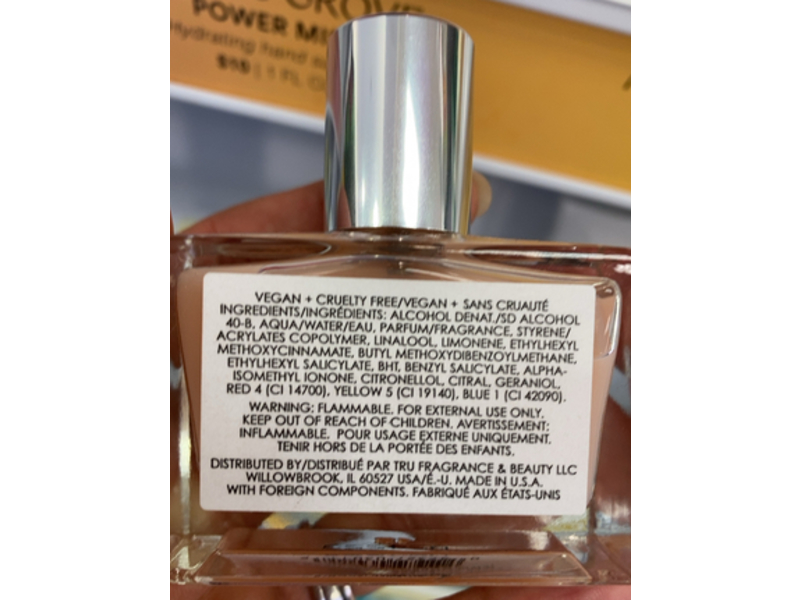 GROVE
POWER MI
Hydrating hand
$15 | 1 FL O
VEGAN + CRUELTY FREE/VEGAN + SANS CRUAUTÉ
INGREDIENTS/INGRÉDIENTS: ALCOHOL DENAT./SD ALCOHOL
40-B, AQUA/WATER/EAU, PARFUM/FRAGRANCE, STYRENE/
ACRYLATES COPOLYMER, LINALOOL, LIMONENE, ETHYLHEXYL
METHOXYCINNAMATE, BUTYL METHOXYDIBENZOYLMETHANE,
ETHYLHEXYL SALICYLATE, BHT, BENZYL SALICYLATE, ALPHA-
ISOMETHYL IONONE, CITRONELLOL, CITRAL, GERANIOL,
RED 4 (CI 14700), YELLOW 5 (CI 19140), BLUE 1 (CI 42090).
WARNING: FLAMMABLE. FOR EXTERNAL USE ONLY.
KEEP OUT OF REACH OF CHILDREN. AVERTISSEMENT:
INFLAMMABLE. POUR USAGE EXTERNE UNIQUEMENT.
TENIR HORS DE LA PORTÉE DES ENFANTS.
DISTRIBUTED BY/DISTRIBUÉ PAR TRU FRAGRANCE & BEAUTY LLC
WILLOWBROOK, IL 60527 USA/É.-U. MADE IN U.S.A.
WITH FOREIGN COMPONENTS. FABRIQUÉ AUX ÉTATS-UNIS